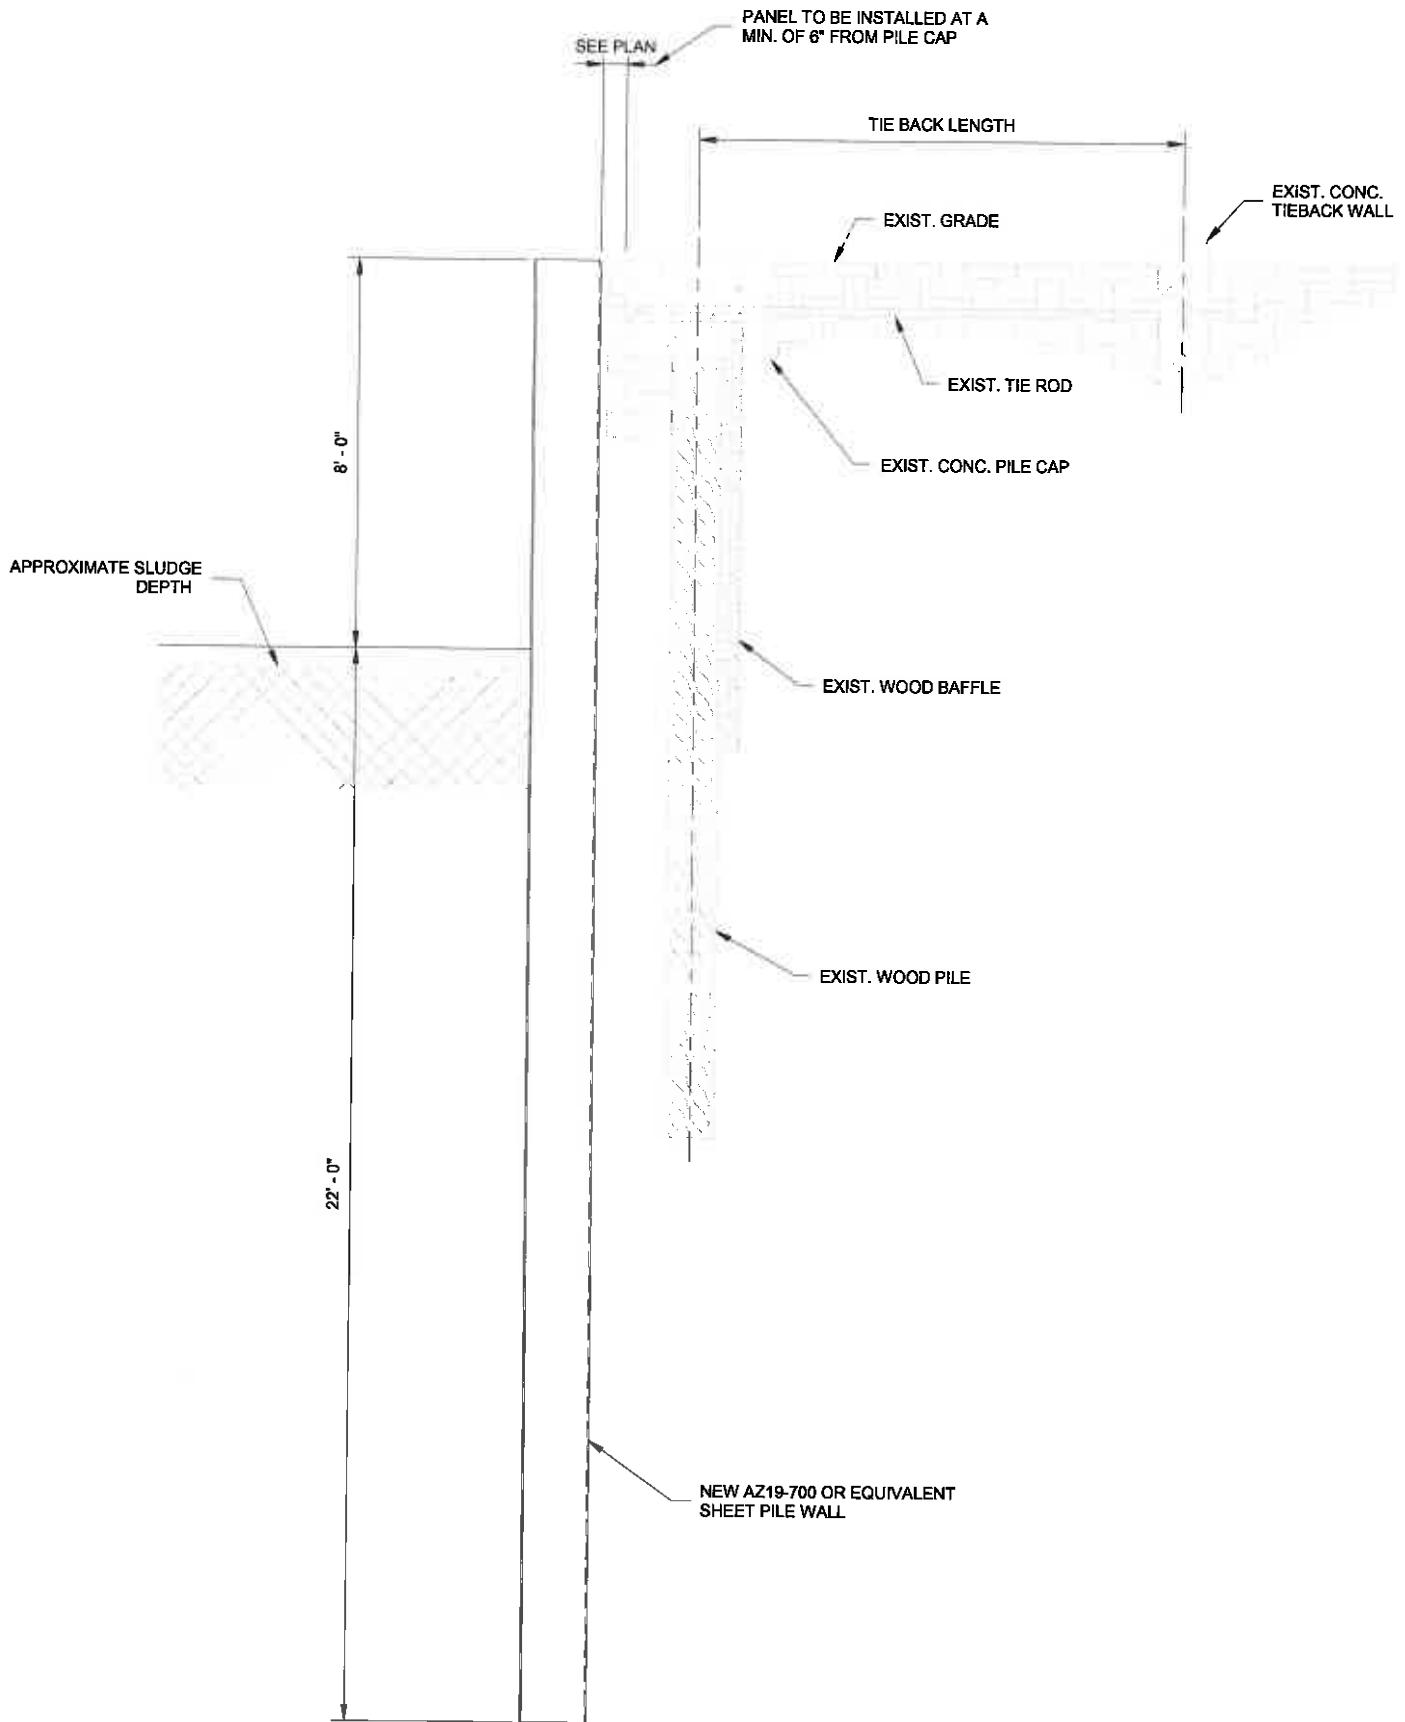 PANEL TO BE INSTALLED AT A
MIN. OF 6" FROM PILE CAP
SEE PLAN
TIE BACK LENGTH
EXIST. CONC.
TIEBACK WALL
EXIST. GRADE
EXIST. TIE ROD
8' - 0"
EXIST. CONC. PILE CAP
APPROXIMATE SLUDGE
DEPTH
EXIST. WOOD BAFFLE
EXIST. WOOD PILE
22' - 0"
NEW AZ19-700 OR EQUIVALENT
SHEET PILE WALL